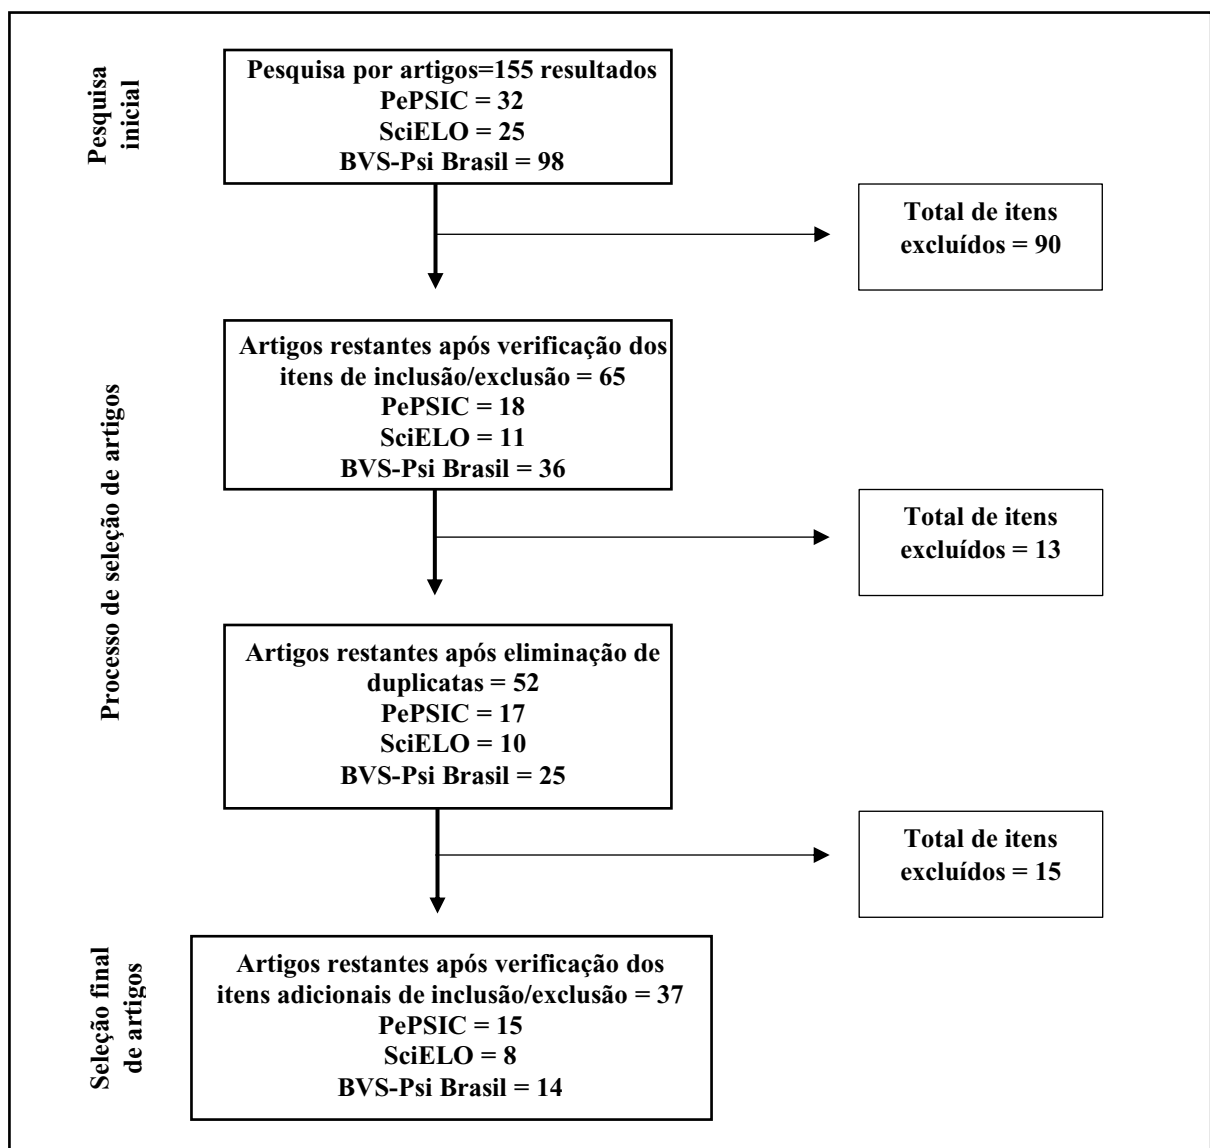 Pesquisa
inicial
Pesquisa por artigos=155 resultados
PePSIC = 32
SciELO = 25
BVS-Psi Brasil = 98
Total de itens
excluídos = 90
Processo de seleção de artigos
Artigos restantes após verificação dos
itens de inclusão/exclusão = 65
PePSIC = 18
SciELO = 11
BVS-Psi Brasil = 36
Total de itens
excluídos = 13
Artigos restantes após eliminação de
duplicatas = 52
PePSIC = 17
SciELO = 10
BVS-Psi Brasil = 25
Total de itens
excluídos = 15
Seleção final
de artigos
Artigos restantes após verificação dos
itens adicionais de inclusão/exclusão = 37
PePSIC = 15
SciELO = 8
BVS-Psi Brasil = 14